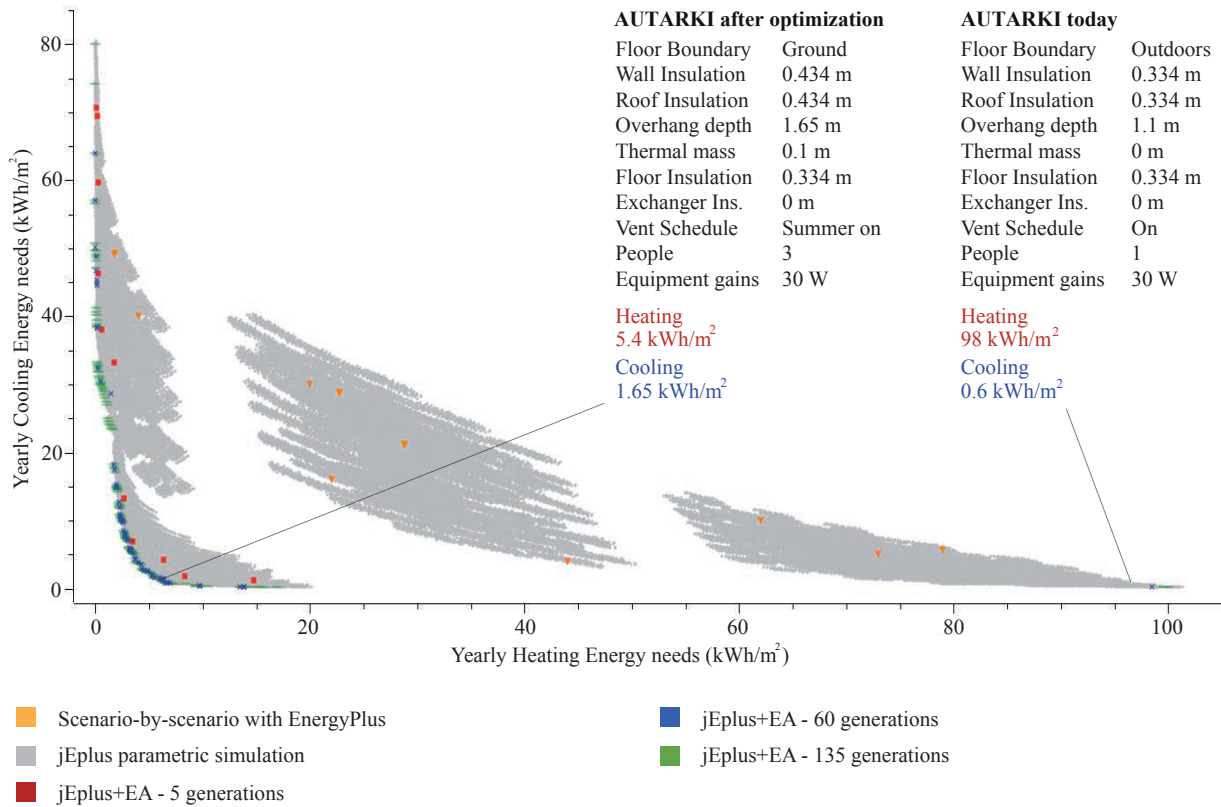 AUTARKI after optimization
Floor Boundary Ground
Wall Insulation 0.434 m
Roof Insulation 0.434 m
Overhang depth 1.65 m
Thermal mass 0.1 m
Floor Insulation 0.334 m
Exchanger Ins. 0 m
Vent Schedule Summer on
People 3
Equipment gains 30 W
Heating
5.4 kWh/m²
Cooling
1.65 kWh/m²
AUTARKI today
Floor Boundary Outdoors
Wall Insulation 0.334 m
Roof Insulation 0.334 m
Overhang depth 1.1 m
Thermal mass 0 m
Floor Insulation 0.334 m
Exchanger Ins. 0 m
Vent Schedule On
People 1
Equipment gains 30 W
Heating
98 kWh/m²
Cooling
0.6 kWh/m²
Yearly Cooling Energy needs (kWh/m²)
80
60
40
20
0
0 20 40 60 80 100
Yearly Heating Energy needs (kWh/m²)
Scenario-by-scenario with EnergyPlus
jEplus parametric simulation
jEplus+EA - 5 generations
jEplus+EA - 60 generations
jEplus+EA - 135 generations